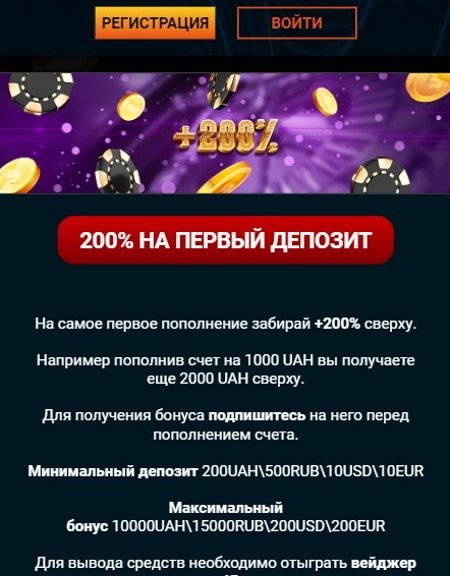 РЕГИСТРАЦИЯ
ВОЙТИ
+200%
200% НА ПЕРВЫЙ ДЕПОЗИТ
На самое первое пополнение забирай +200% сверху.
Например пополнив счет на 1000 UAH вы получаете
еще 2000 UAH сверху.
Для получения бонуса подпишитесь на него перед
пополнением счета.
Минимальный депозит 200UAH\500RUB\10USD\10EUR
Максимальный
бонус 10000UAH\15000RUB\200USD\200EUR
Для вывода средств необходимо отыграть вейджер